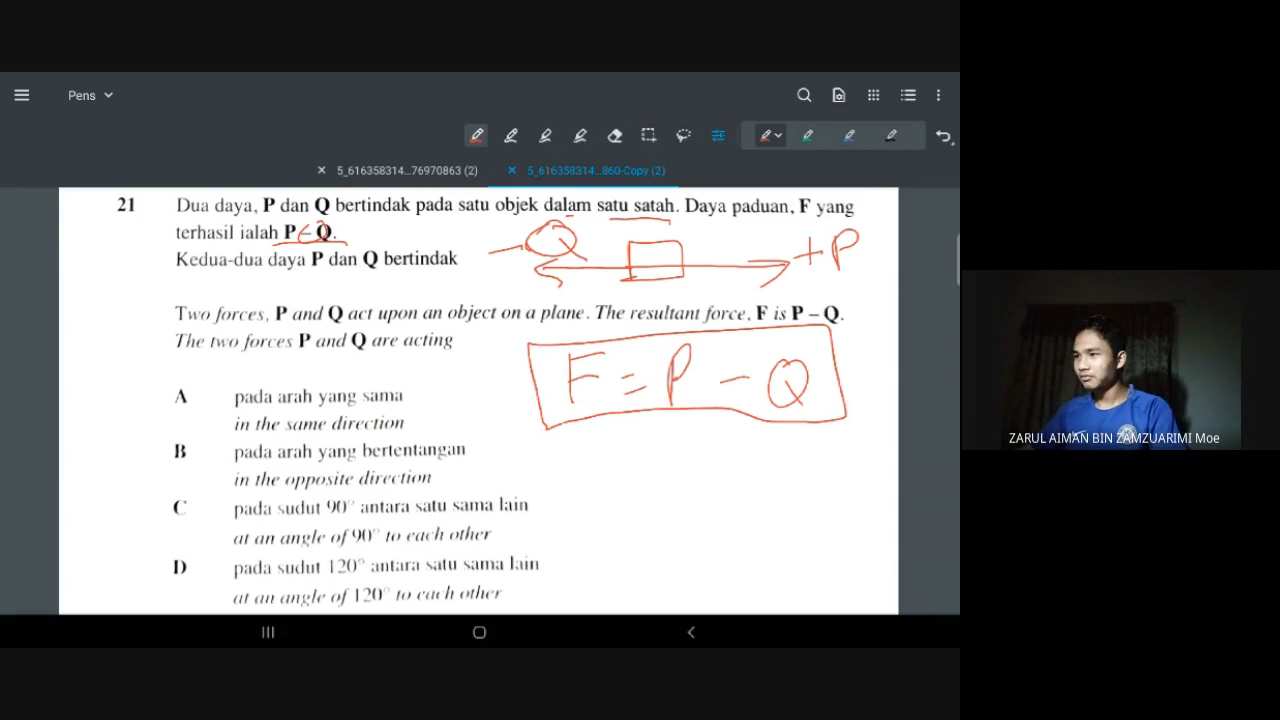 Pens
5_616358314...76970863 (2)
5_616358314...860-Copy (2)
21 Dua daya, P dan Q bertindak pada satu objek dalam satu satah. Daya paduan, F yang
terhasil ialah P – Q.
Kedua-dua daya P dan Q bertindak
-Q
+P
Two forces, P and Q act upon an object on a plane. The resultant force, F is P – Q.
The two forces P and Q are acting
F = P - Q
A pada arah yang sama
in the same direction
B pada arah yang bertentangan
in the opposite direction
C pada sudut 90° antara satu sama lain
at an angle of 90° to each other
D pada sudut 120° antara satu sama lain
at an angle of 120° to each other
ZARUL AIMAN BIN ZAMZUARIMI Moe